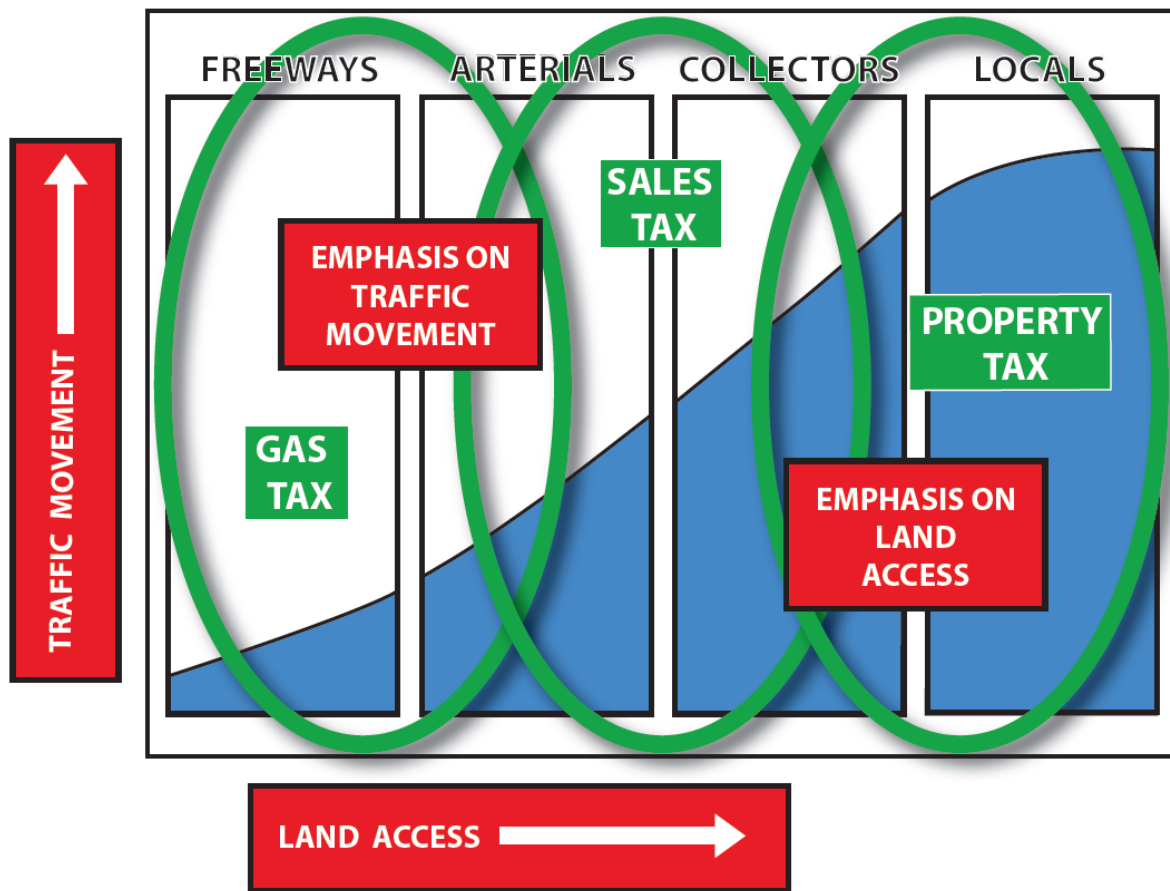 FREEWAYS
ARTERIALS
COLLECTORS
LOCALS
TRAFFIC MOVEMENT
EMPHASIS ON
TRAFFIC
MOVEMENT
SALES
TAX
GAS
TAX
PROPERTY
TAX
EMPHASIS ON
LAND
ACCESS
LAND ACCESS